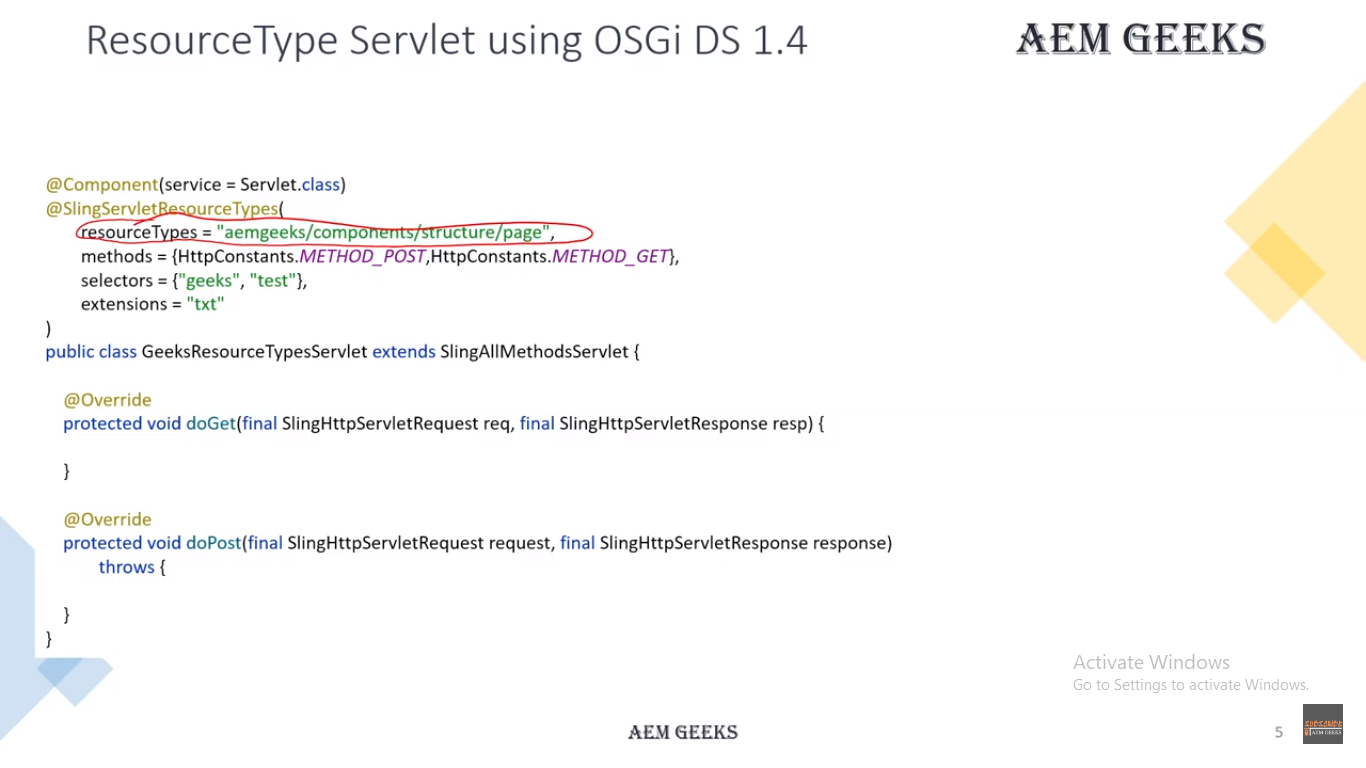 ResourceType Servlet using OSGi DS 1.4
AEM GEEKS
@Component(service = Servlet.class)
@SlingServletResourceTypes(
resourceTypes = "aemgeeks/components/structure/page",
methods = {HttpConstants.METHOD_POST,HttpConstants.METHOD_GET},
selectors = {"geeks", "test"},
extensions = "txt"
)
public class GeeksResourceTypesServlet extends SlingAllMethodsServlet {
@Override
protected void doGet(final SlingHttpServletRequest req, final SlingHttpServletResponse resp) {
}
@Override
protected void doPost(final SlingHttpServletRequest request, final SlingHttpServletResponse response)
throws {
}
}
Activate Windows
Go to Settings to activate Windows.
AEM GEEKS
5
SUBSCRIBE
AEM GEEKS